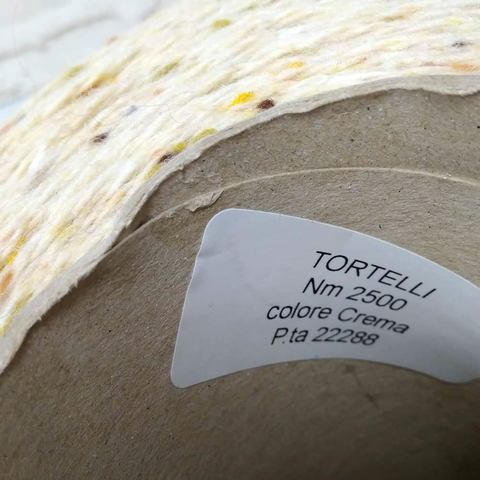 TORTELLI
Nm 2500
colore Crema
P.ta 22288